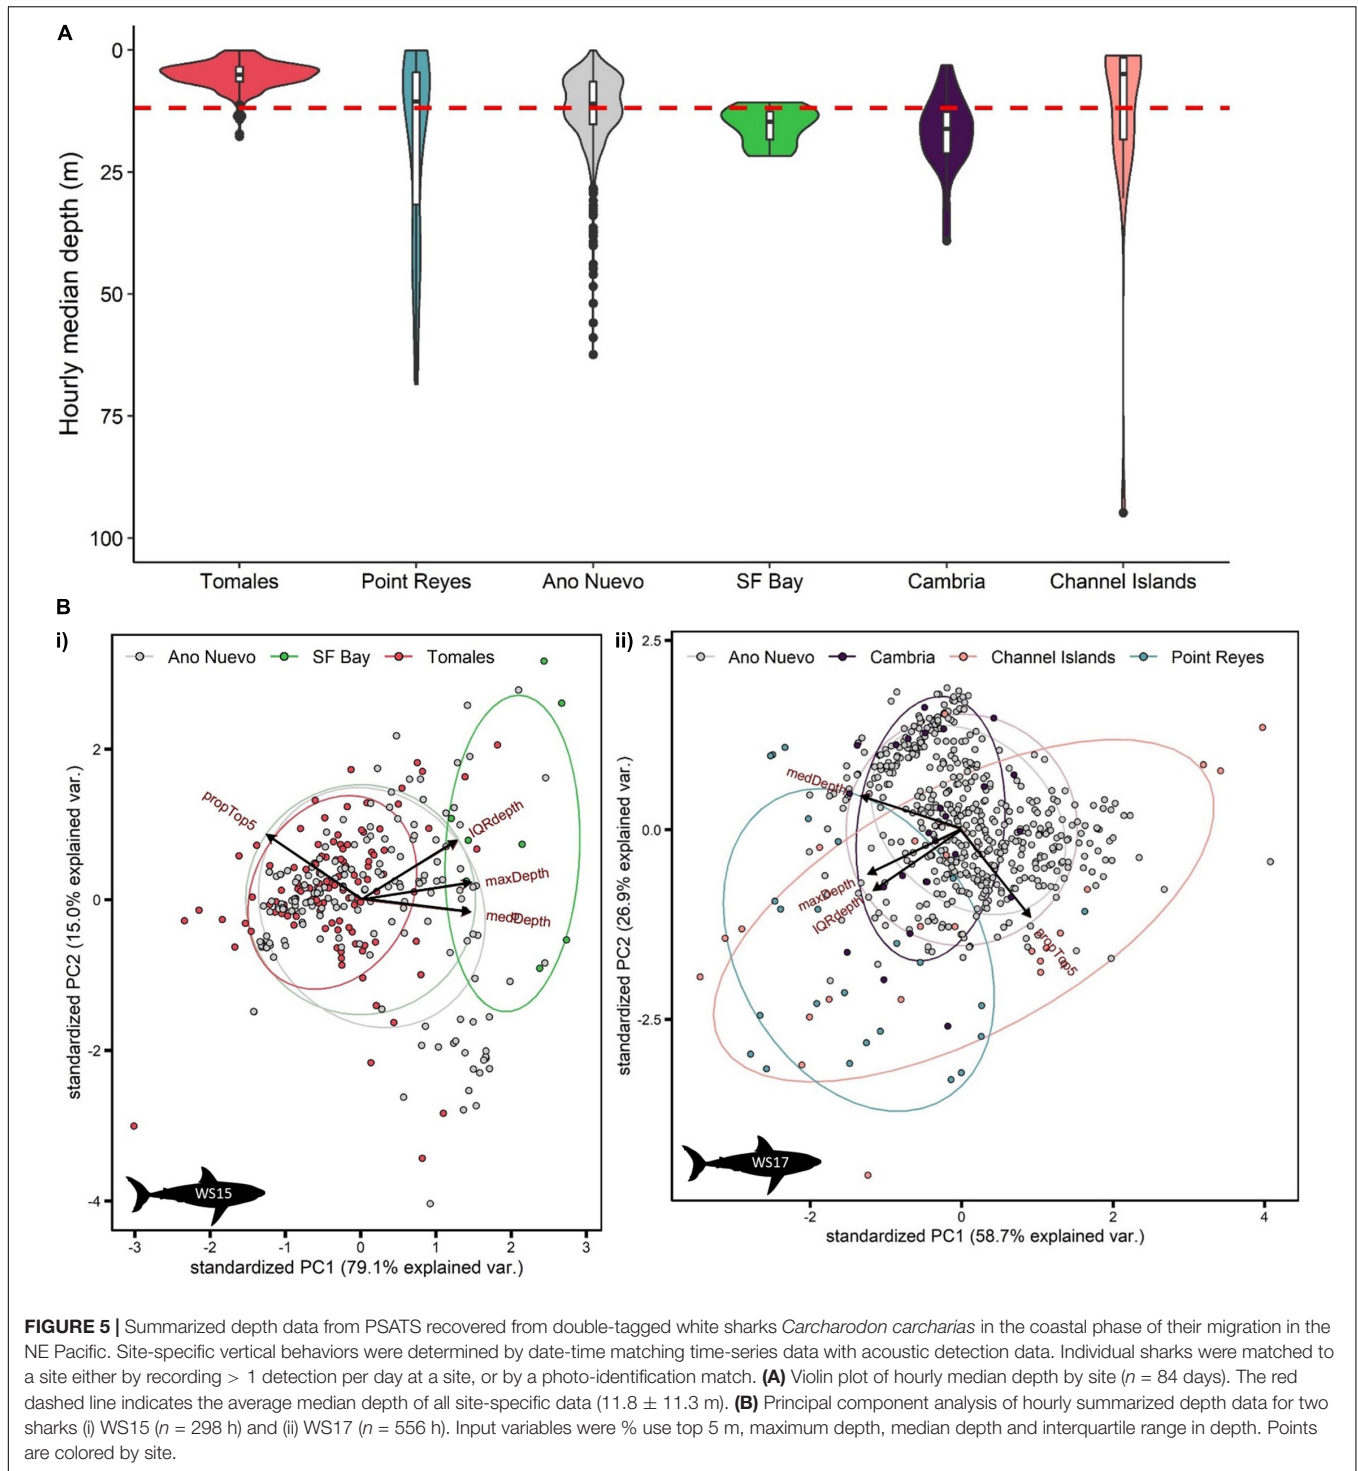 A
0
25
50
75
100
Hourly median depth (m)
Tomales Point Reyes Ano Nuevo SF Bay Cambria Channel Islands
B
i)
Ano Nuevo SF Bay Tomales
2
0
-2
-4
standardized PC2 (15.0% explained var.)
propTop5
IQRdepth
maxDepth
medDepth
WS15
-3 -2 -1 0 1 2 3
standardized PC1 (79.1% explained var.)
ii)
Ano Nuevo Cambria Channel Islands Point Reyes
2.5
0.0
-2.5
standardized PC2 (26.9% explained var.)
medDepth
maxDepth
IQRdepth
propTop5
WS17
-2 0 2 4
standardized PC1 (58.7% explained var.)
FIGURE 5 | Summarized depth data from PSATS recovered from double-tagged white sharks Carcharodon carcharias in the coastal phase of their migration in the
NE Pacific. Site-specific vertical behaviors were determined by date-time matching time-series data with acoustic detection data. Individual sharks were matched to
a site either by recording > 1 detection per day at a site, or by a photo-identification match. (A) Violin plot of hourly median depth by site (n = 84 days). The red
dashed line indicates the average median depth of all site-specific data (11.8 ± 11.3 m). (B) Principal component analysis of hourly summarized depth data for two
sharks (i) WS15 (n = 298 h) and (ii) WS17 (n = 556 h). Input variables were % use top 5 m, maximum depth, median depth and interquartile range in depth. Points
are colored by site.